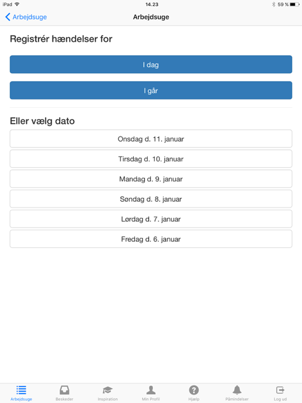 iPad 14.23 59 %
Arbejdsuge Arbejdsuge
Registrér hændelser for
I dag
I går
Eller vælg dato
Onsdag d. 11. januar
Tirsdag d. 10. januar
Mandag d. 9. januar
Søndag d. 8. januar
Lørdag d. 7. januar
Fredag d. 6. januar
Arbejdsuge Beskeder Inspiration Min Profil Hjælp Påmindelser Log ud